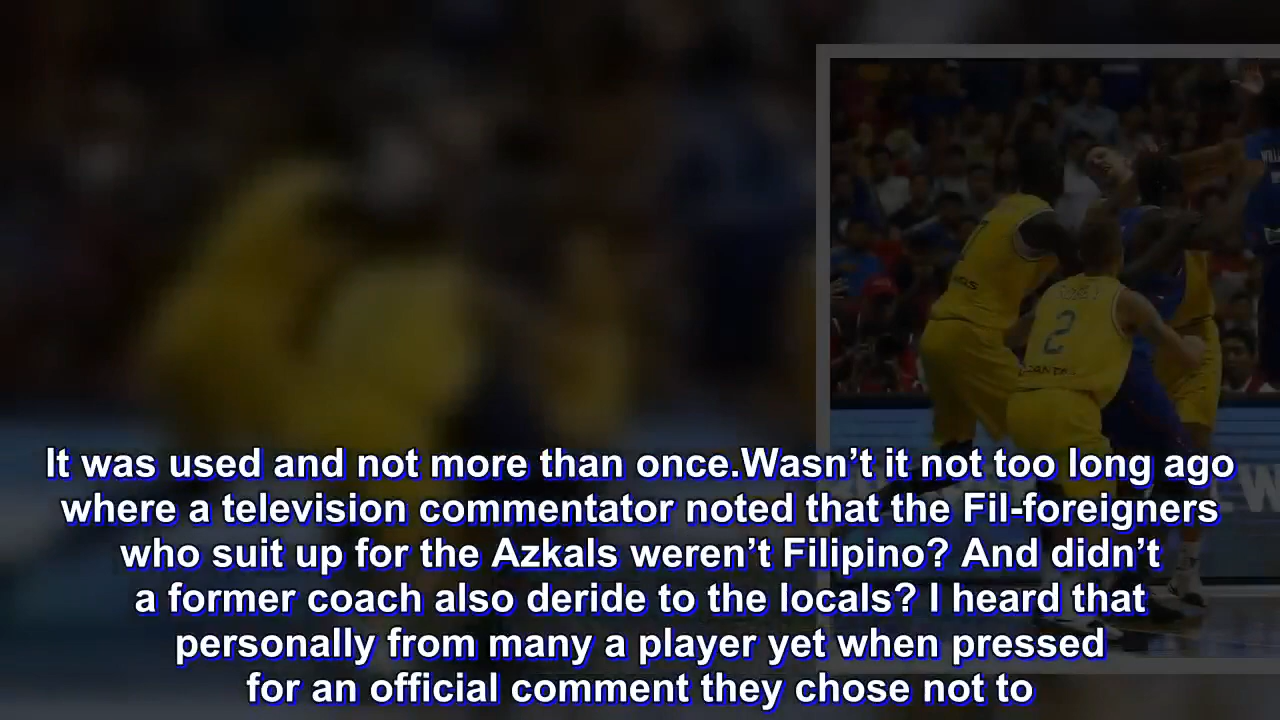 It was used and not more than once.Wasn’t it not too long ago
where a television commentator noted that the Fil-foreigners
who suit up for the Azkals weren’t Filipino? And didn’t
a former coach also deride to the locals? I heard that
personally from many a player yet when pressed
for an official comment they chose not to
2